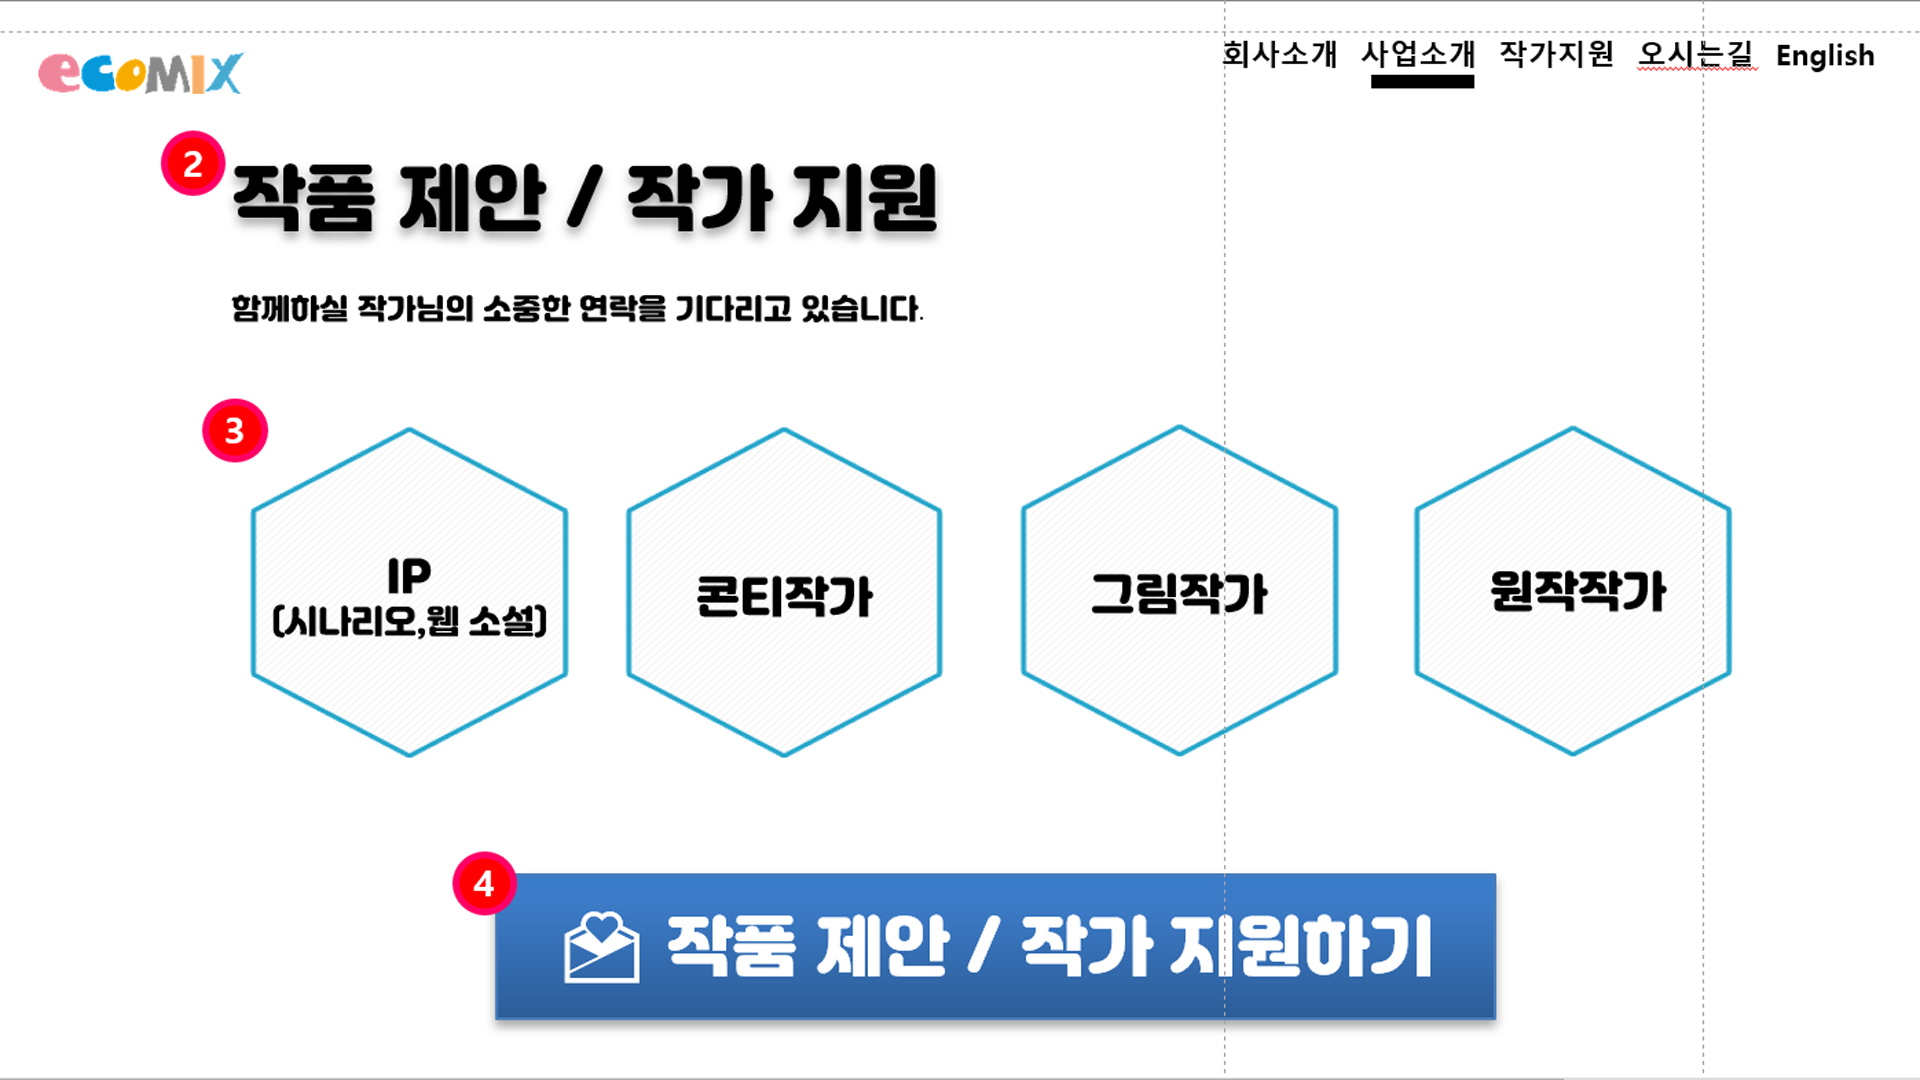 ecomix
회사소개 사업소개 작가지원 오시는길 English
2
작품 제안 / 작가 지원
함께하실 작가님의 소중한 연락을 기다리고 있습니다.
3
IP
(시나리오,웹 소설)
콘티작가
그림작가
원작작가
4
작품 제안 / 작가 지원하기